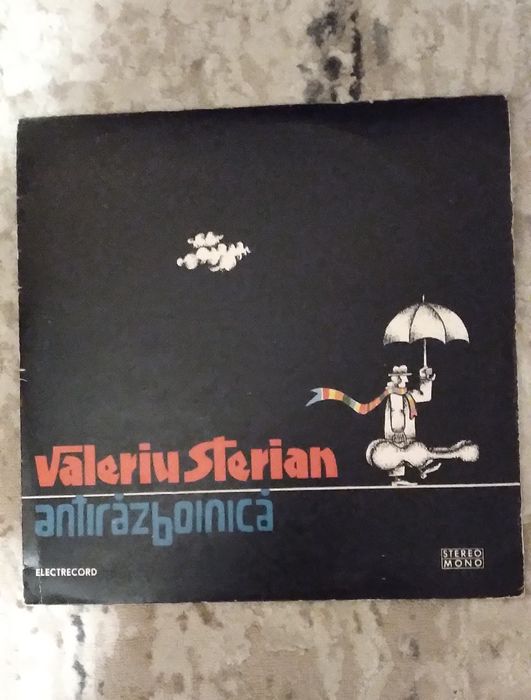 Valeriu Sterian
antirăzboinică
ELECTRECORD
STEREO
MONO